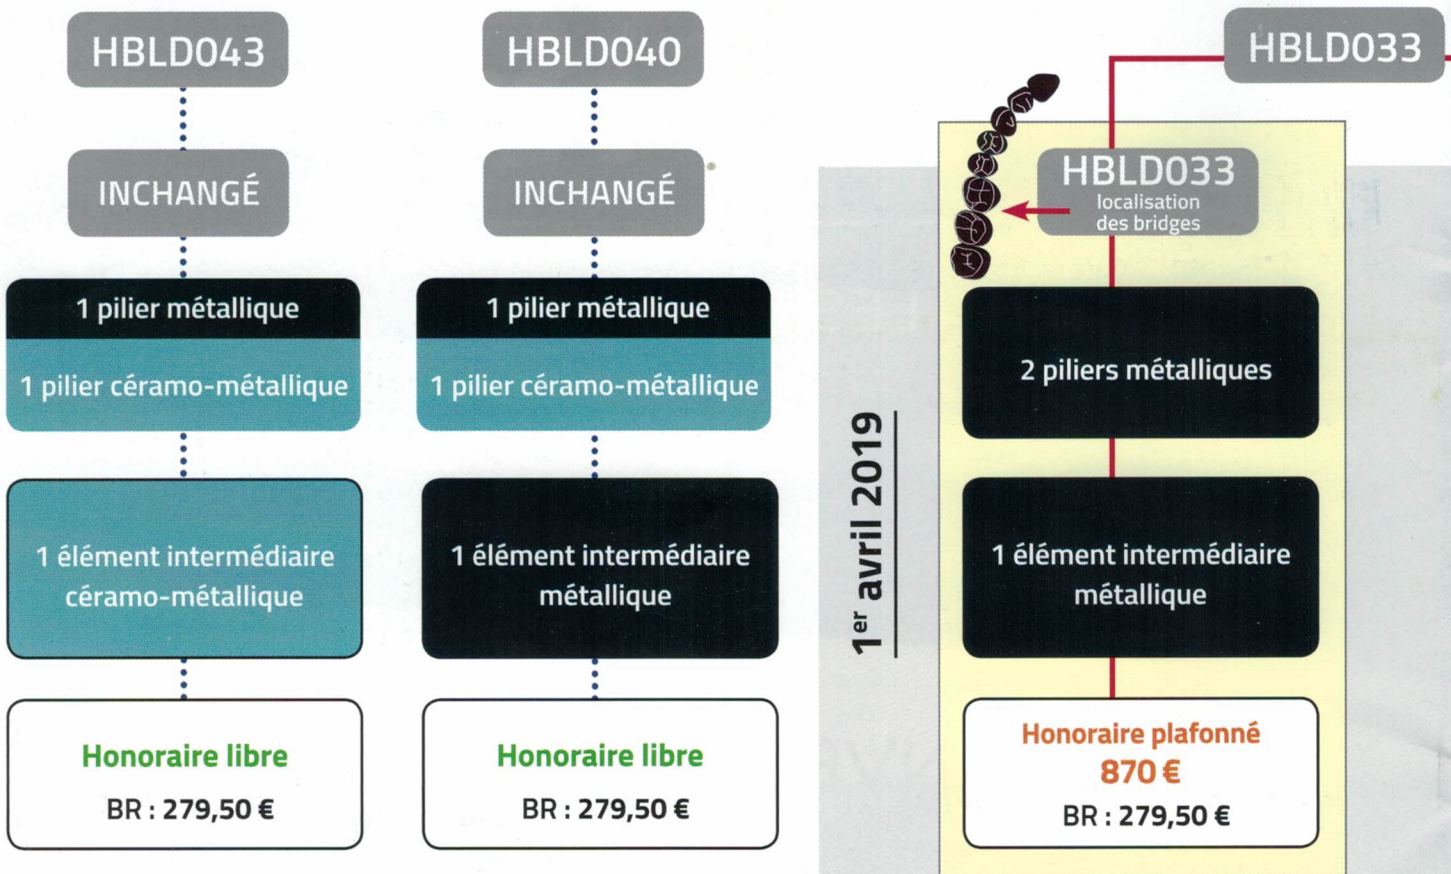 HBLD043
INCHANGÉ
1 pilier métallique
1 pilier céramo-métallique
1 élément intermédiaire
céramo-métallique
Honoraire libre
BR : 279,50 €
HBLD040
INCHANGÉ
1 pilier métallique
1 pilier céramo-métallique
1 élément intermédiaire
métallique
Honoraire libre
BR : 279,50 €
1er avril 2019
HBLD033
HBLD033
localisation
des bridges
2 piliers métalliques
1 élément intermédiaire
métallique
Honoraire plafonné
870 €
BR : 279,50 €